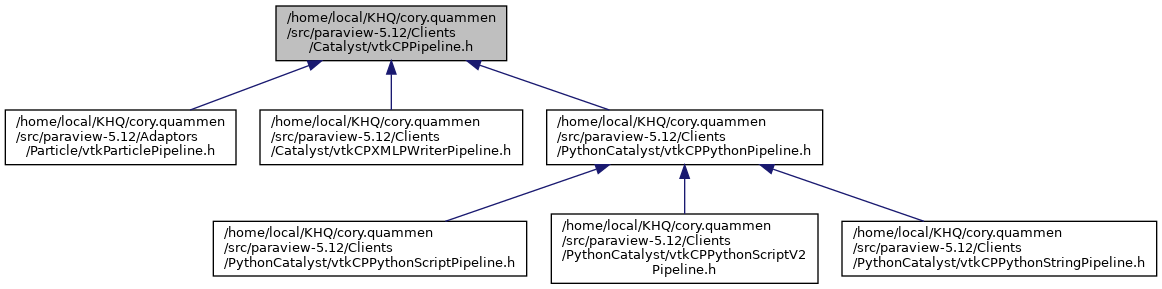 /home/local/KHQ/cory.quammen
/src/paraview-5.12/Clients
/Catalyst/vtkCPPipeline.h
/home/local/KHQ/cory.quammen
/src/paraview-5.12/Adaptors
/Particle/vtkParticlePipeline.h
/home/local/KHQ/cory.quammen
/src/paraview-5.12/Clients
/Catalyst/vtkCPXMLPWriterPipeline.h
/home/local/KHQ/cory.quammen
/src/paraview-5.12/Clients
/PythonCatalyst/vtkCPPythonPipeline.h
/home/local/KHQ/cory.quammen
/src/paraview-5.12/Clients
/PythonCatalyst/vtkCPPythonScriptPipeline.h
/home/local/KHQ/cory.quammen
/src/paraview-5.12/Clients
/PythonCatalyst/vtkCPPythonScriptV2
Pipeline.h
/home/local/KHQ/cory.quammen
/src/paraview-5.12/Clients
/PythonCatalyst/vtkCPPythonStringPipeline.h